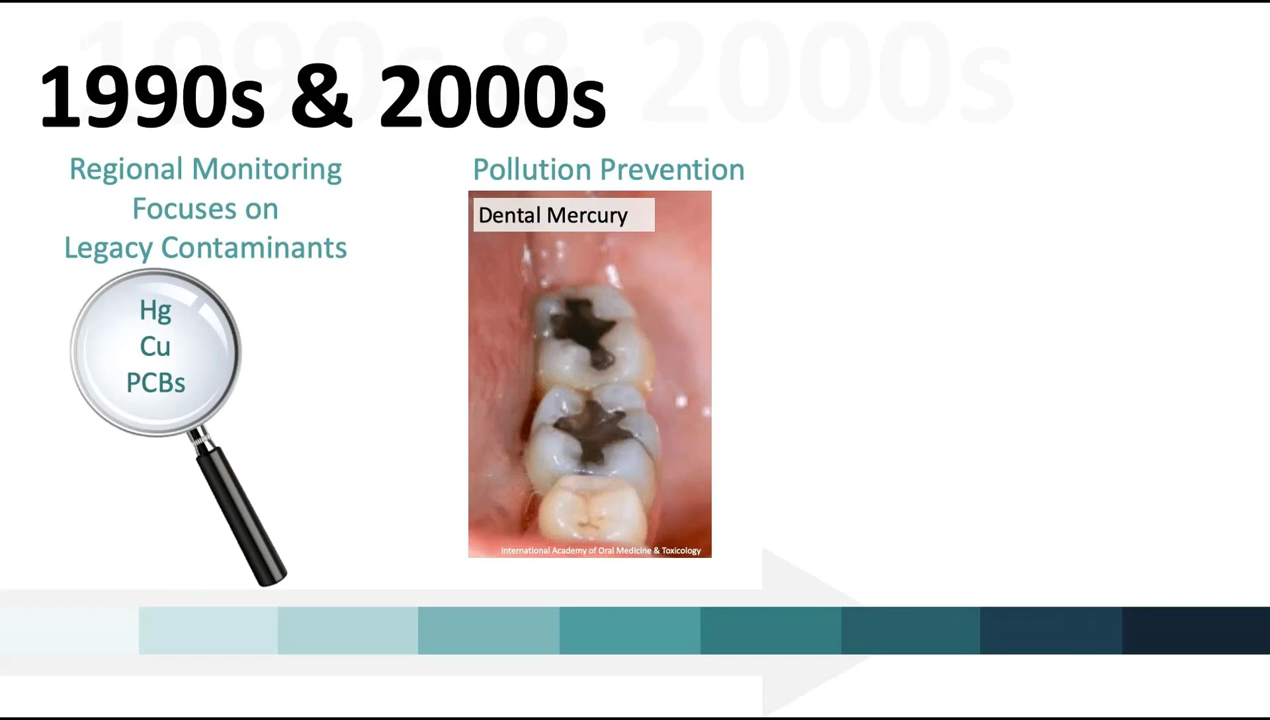 1990s & 2000s
Regional Monitoring
Focuses on
Legacy Contaminants
Hg
Cu
PCBs
Pollution Prevention
Dental Mercury
International Academy of Oral Medicine & Toxicology